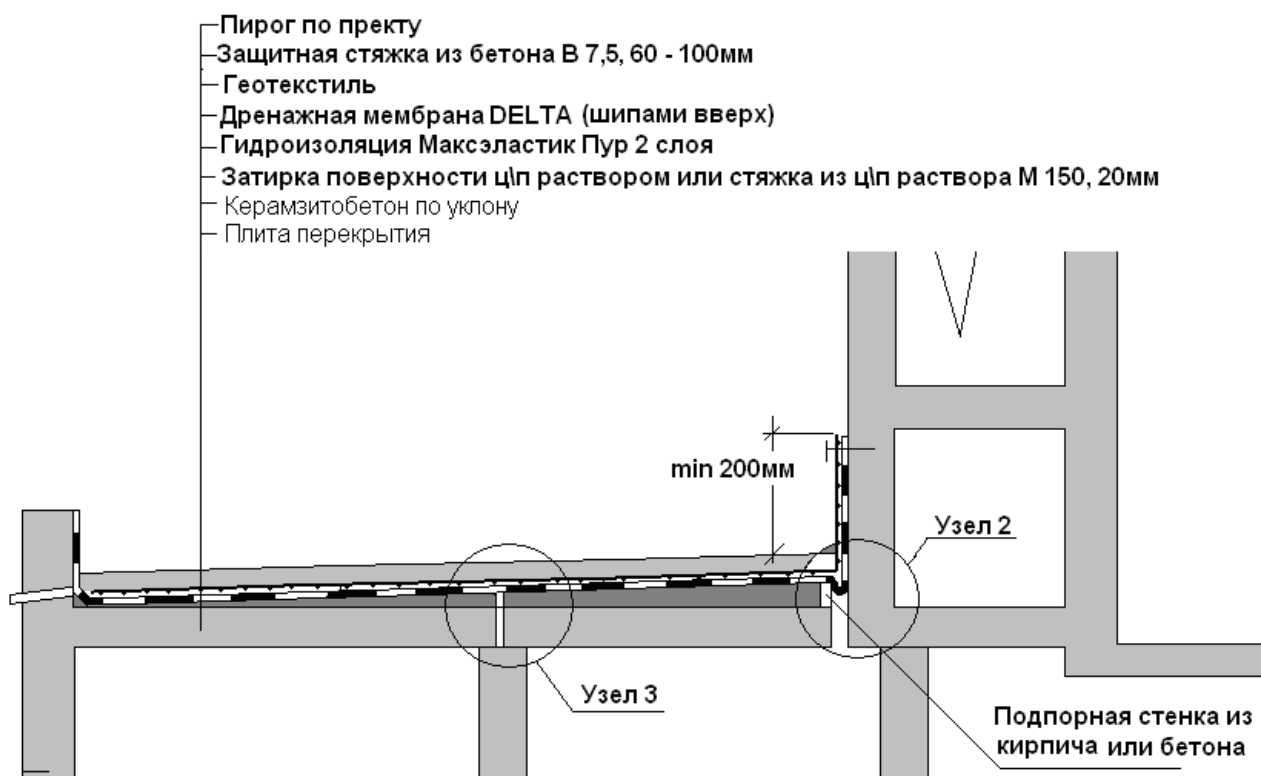 Пирог по пректу
Защитная стяжка из бетона В 7,5, 60 - 100мм
Геотекстиль
Дренажная мембрана DELTA (шипами вверх)
Гидроизоляция Максэластик Пур 2 слоя
Затирка поверхности ц\п раствором или стяжка из ц\п раствора М 150, 20мм
Керамзитобетон по уклону
Плита перекрытия
min 200мм
Узел 2
Узел 3
Подпорная стенка из
кирпича или бетона